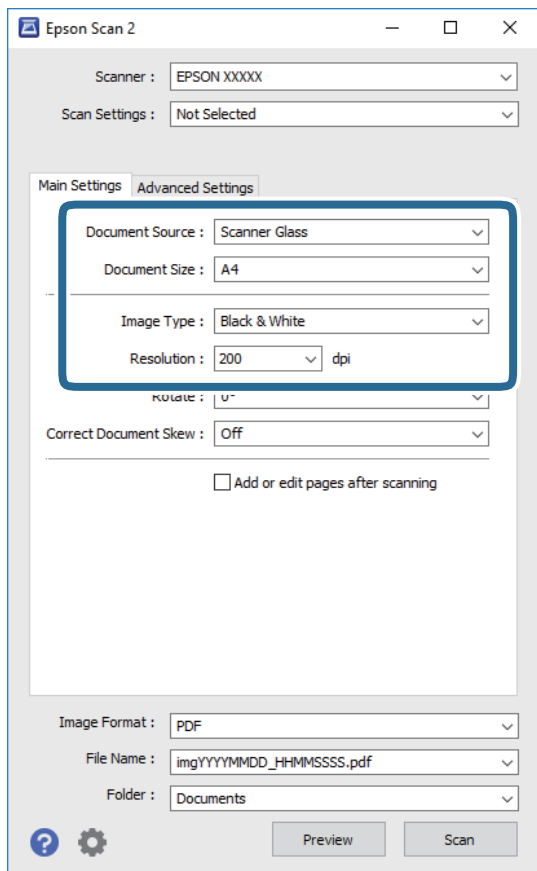 Epson Scan 2
Scanner : EPSON XXXXX
Scan Settings : Not Selected
Main Settings Advanced Settings
Document Source : Scanner Glass
Document Size : A4
Image Type : Black & White
Resolution : 200 dpi
Rotate : 0°
Correct Document Skew : Off
Add or edit pages after scanning
Image Format : PDF
File Name : imgYYYYMMDD_HHMMSSSS.pdf
Folder : Documents
? Preview Scan